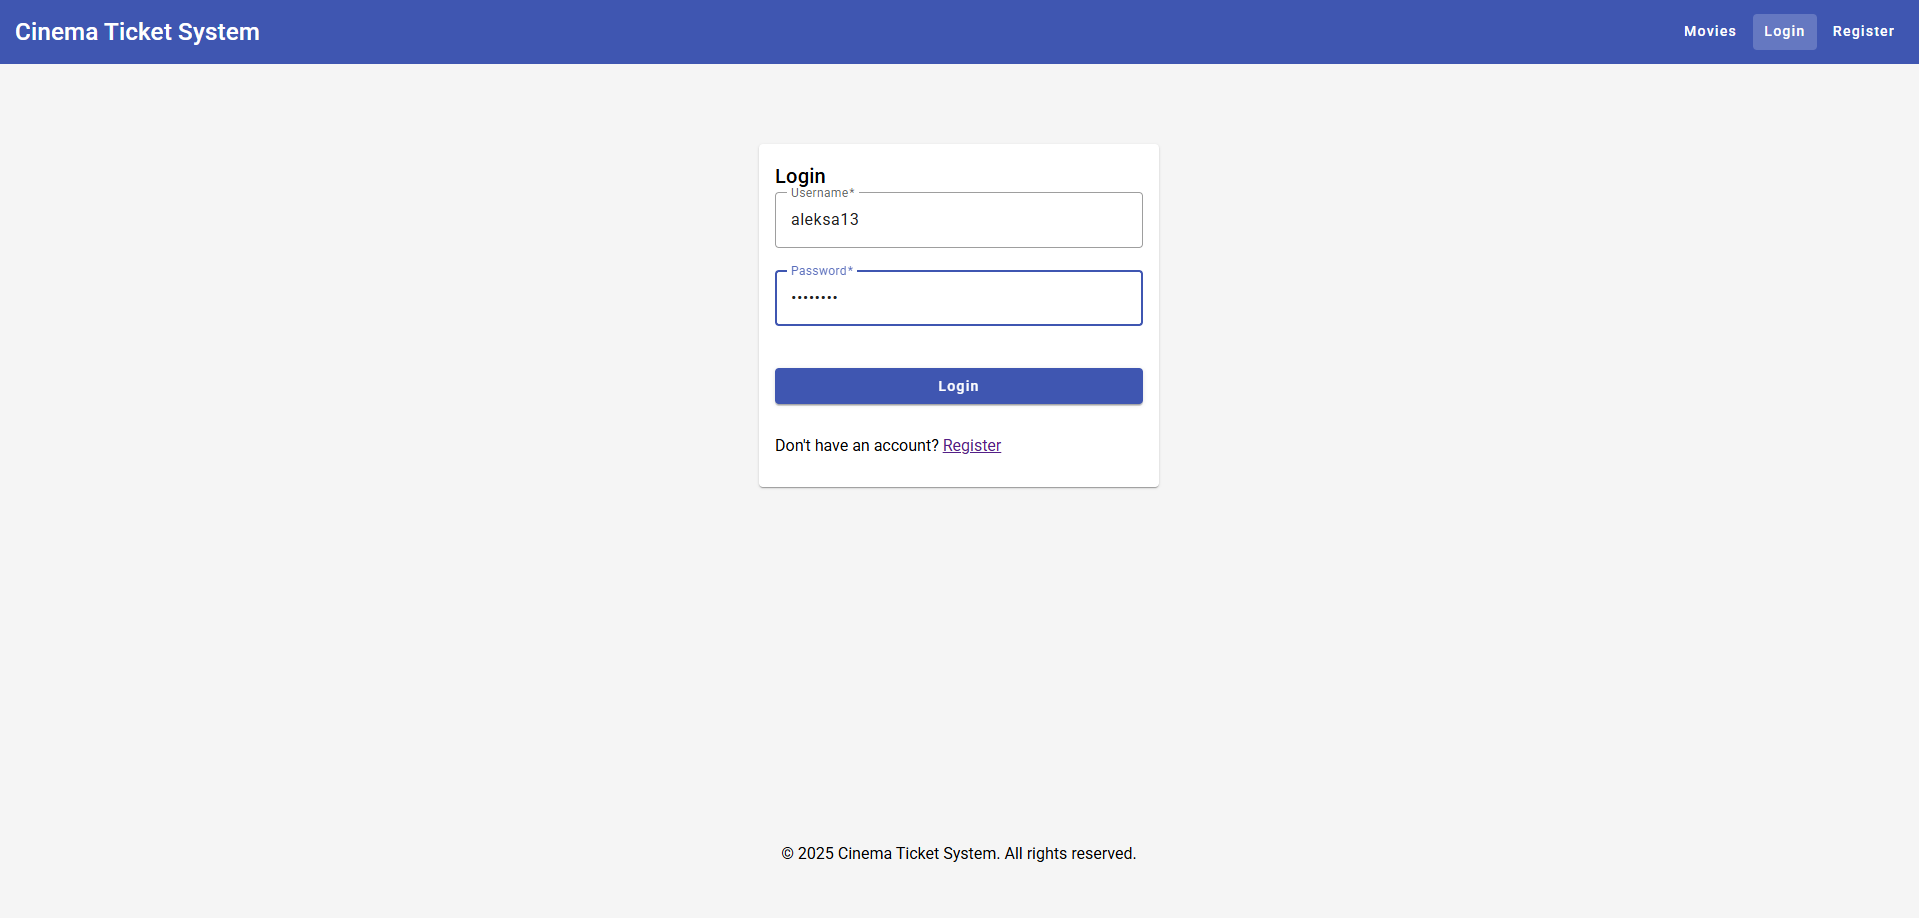 Cinema Ticket System
Movies Login Register
Login
Username*
aleksa13
Password*
••••••••
Login
Don't have an account? Register
© 2025 Cinema Ticket System. All rights reserved.